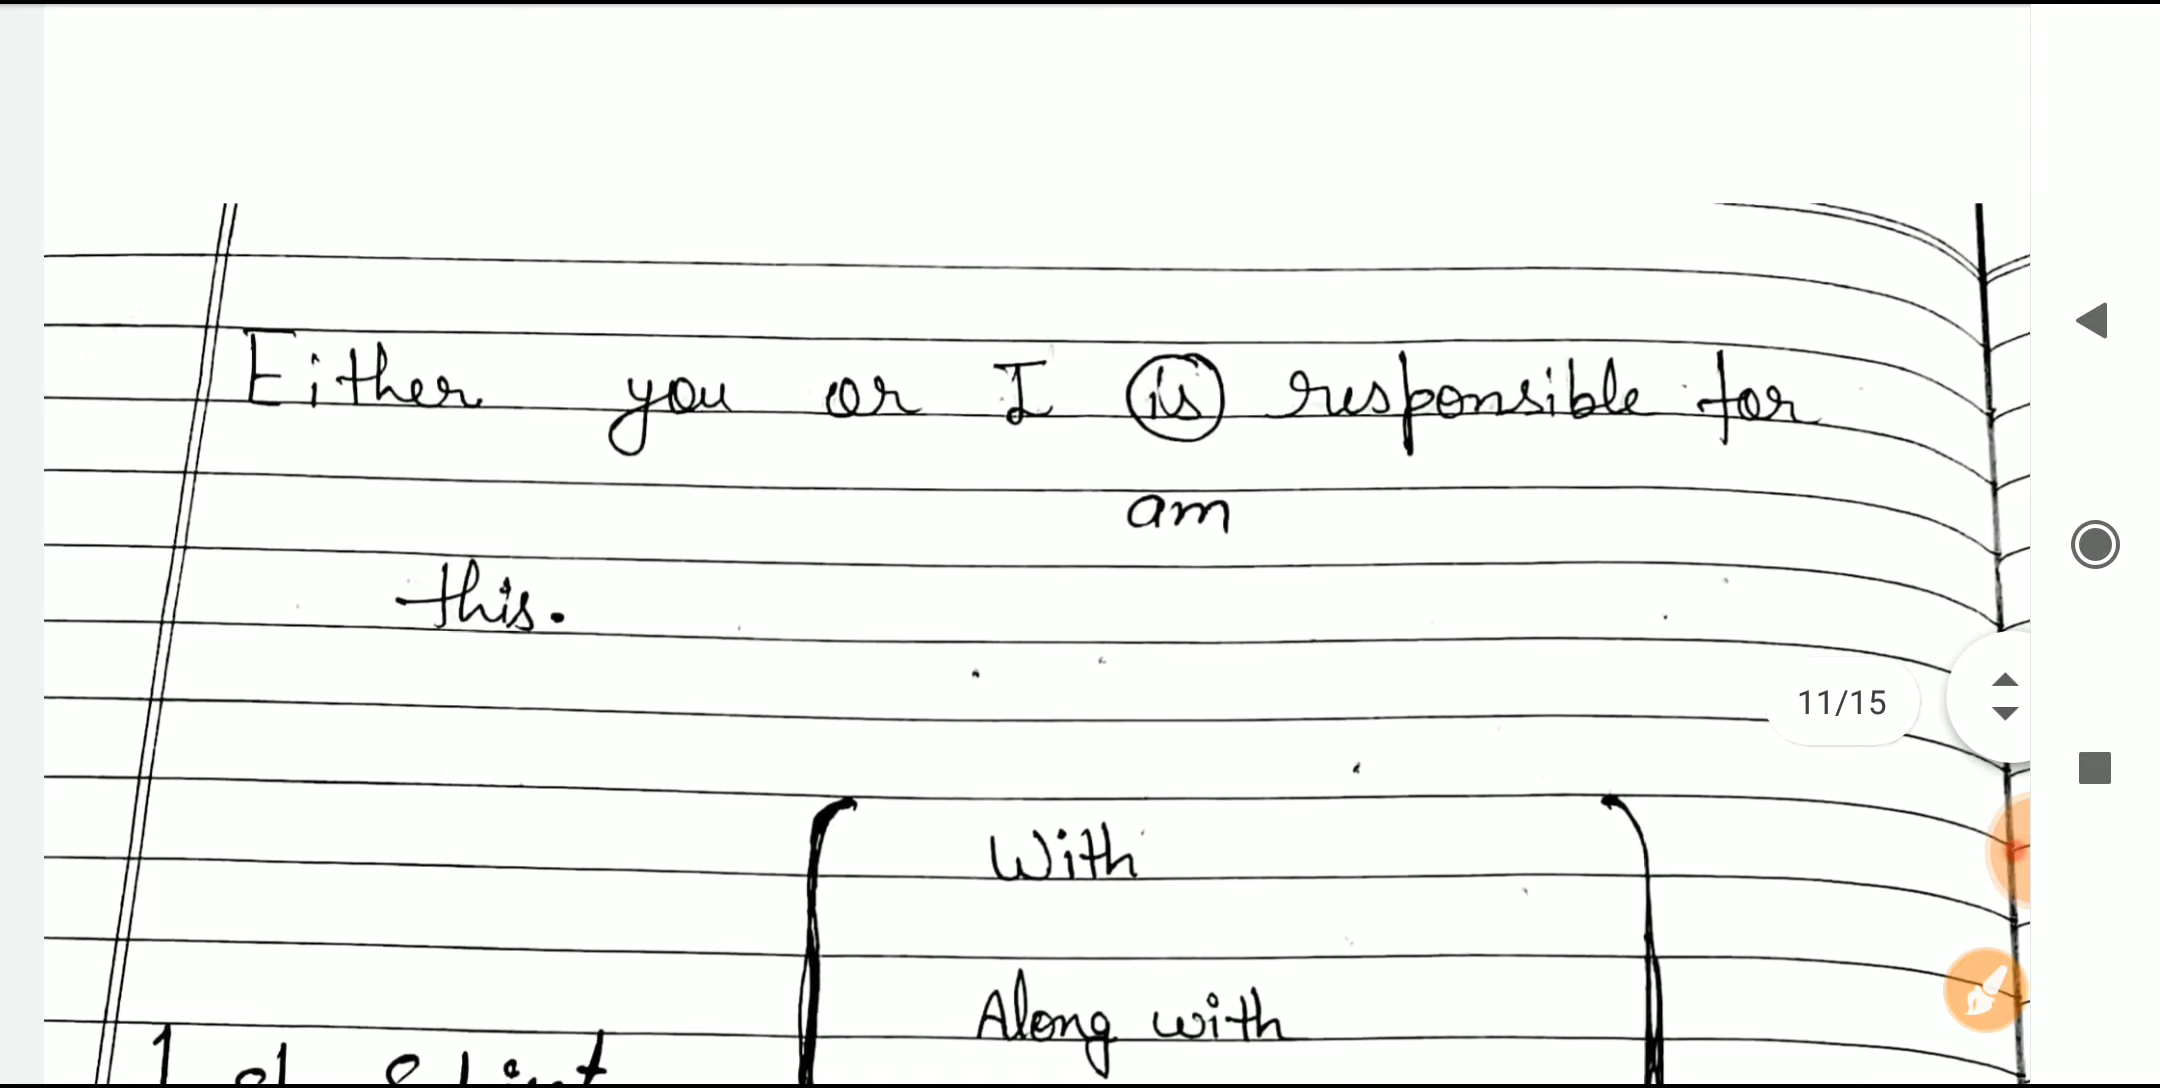 Either you or I is responsible for
am
this.
11/15
With
Along with